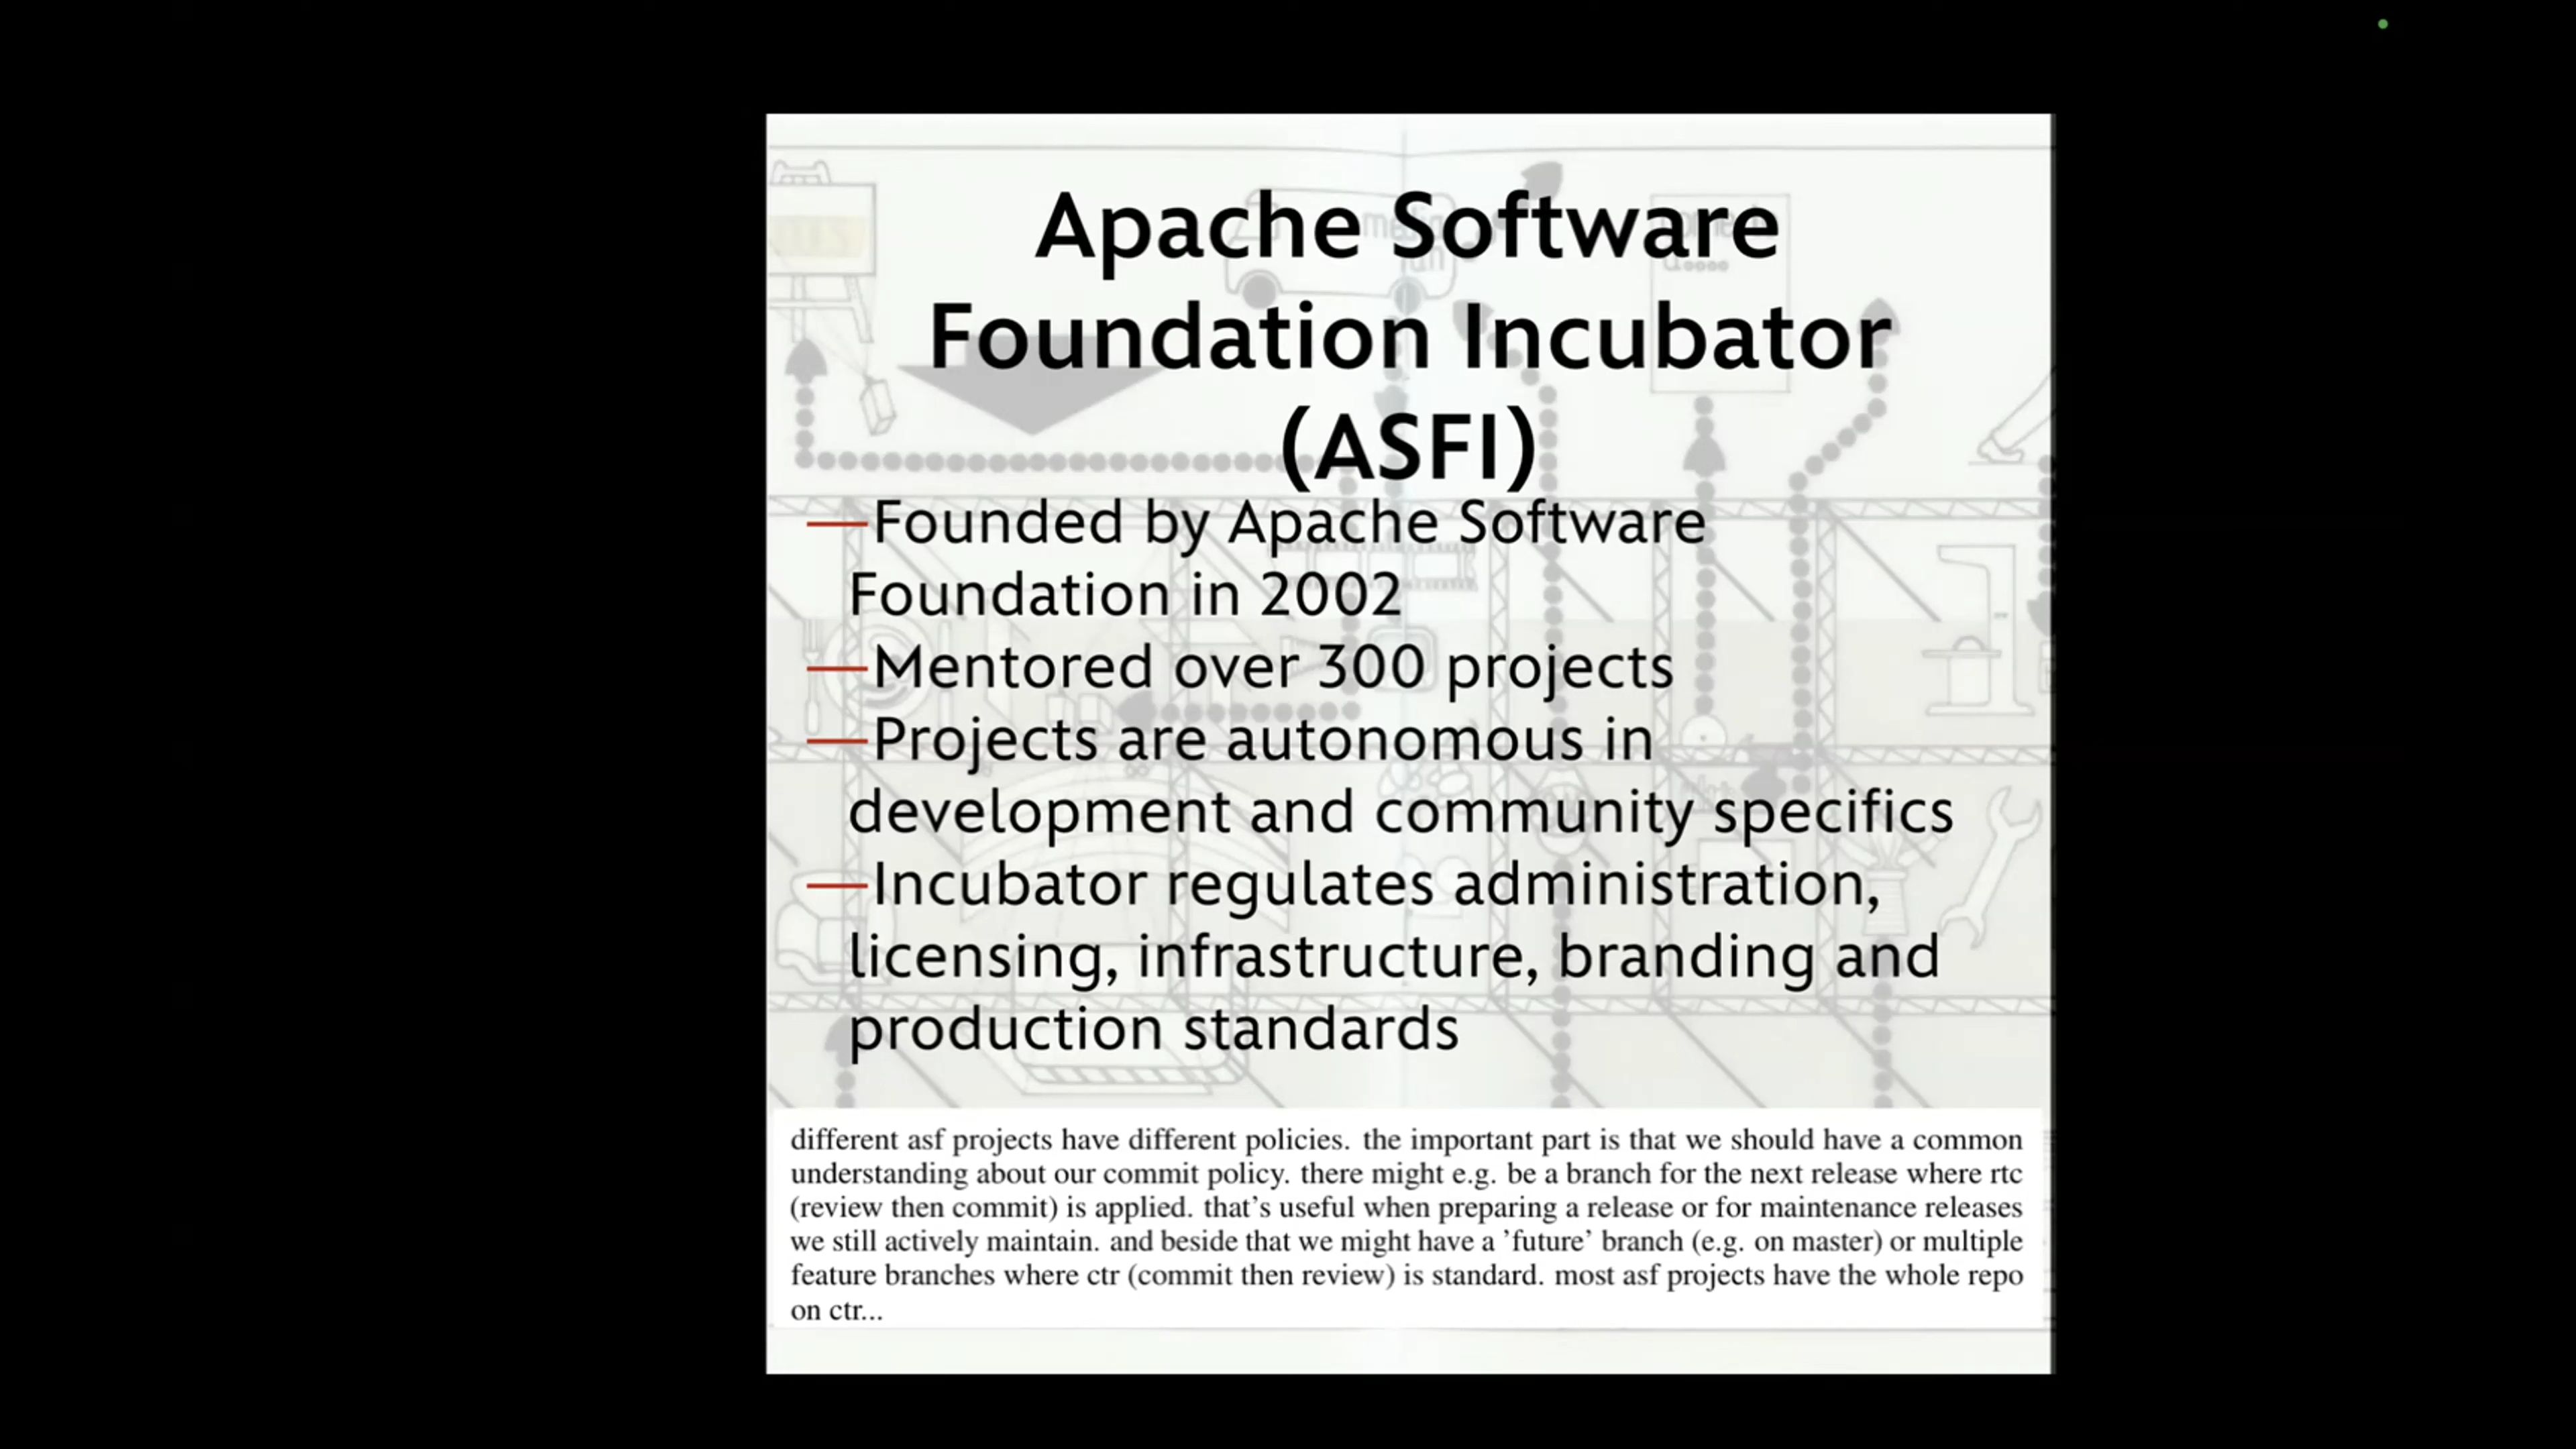 Apache Software
Foundation Incubator
(ASFI)
—Founded by Apache Software
Foundation in 2002
—Mentored over 300 projects
—Projects are autonomous in
development and community specifics
—Incubator regulates administration,
licensing, infrastructure, branding and
production standards
different asf projects have different policies. the important part is that we should have a common
understanding about our commit policy. there might e.g. be a branch for the next release where rtc
(review then commit) is applied. that's useful when preparing a release or for maintenance releases
we still actively maintain. and beside that we might have a 'future' branch (e.g. on master) or multiple
feature branches where ctr (commit then review) is standard. most asf projects have the whole repo
on ctr...